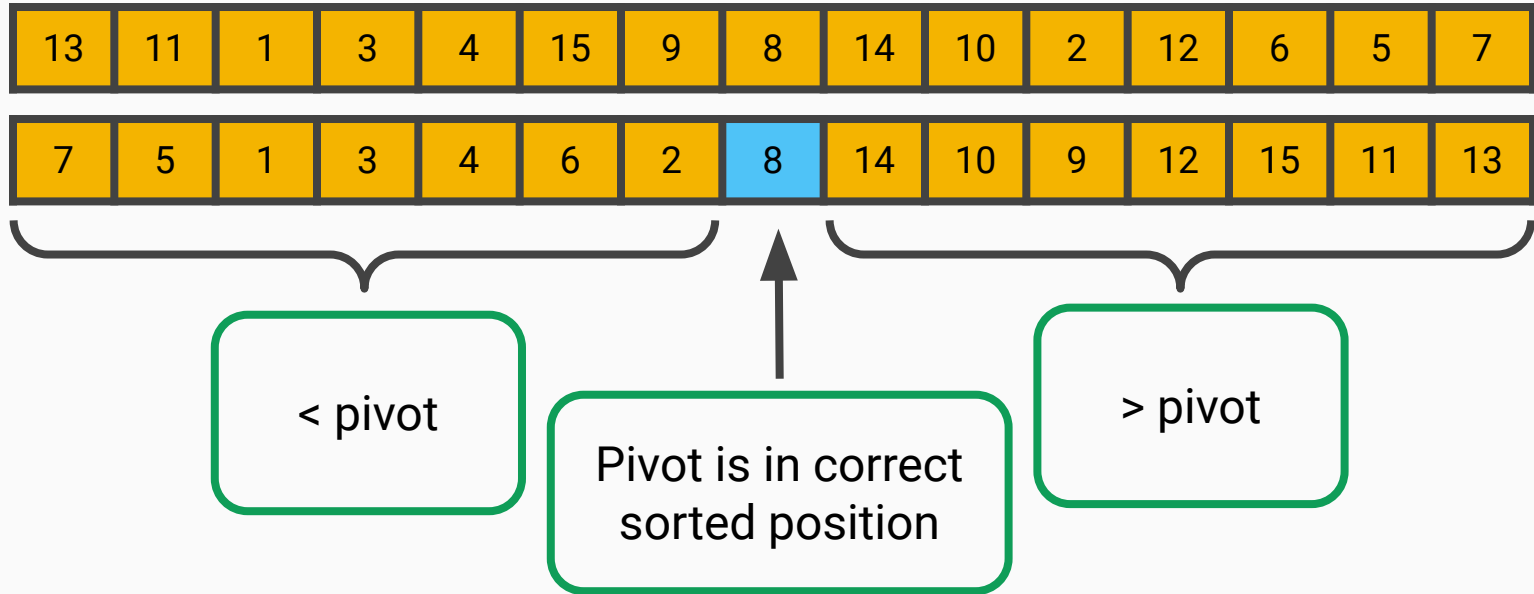 13 11 1 3 4 15 9 8 14 10 2 12 6 5 7
7 5 1 3 4 6 2 8 14 10 9 12 15 11 13
< pivot
> pivot
Pivot is in correct
sorted position